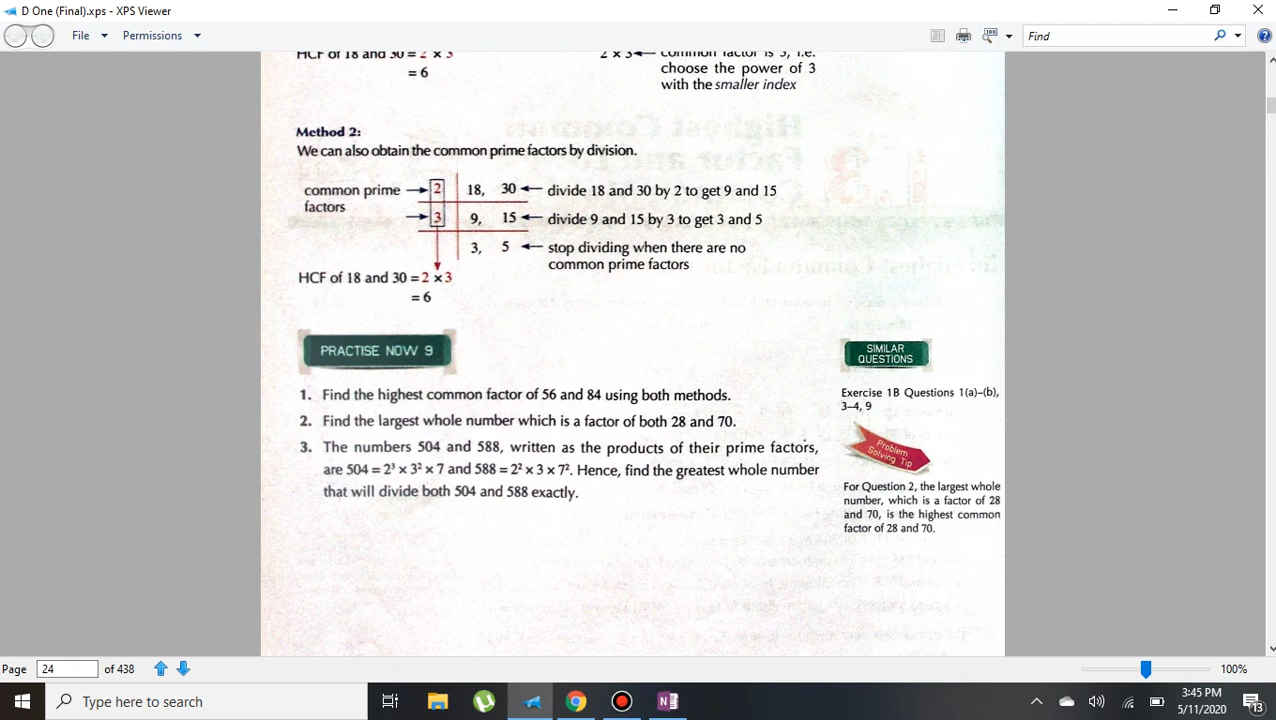 D One (Final).xps - XPS Viewer
File Permissions Find
HCF of 18 and 30 = 2 × 3
= 6
2 × 3 common factor is 3, i.e.
choose the power of 3
with the smaller index
Method 2:
We can also obtain the common prime factors by division.
common prime factors
2 18, 30 divide 18 and 30 by 2 to get 9 and 15
3 9, 15 divide 9 and 15 by 3 to get 3 and 5
3, 5 stop dividing when there are no
common prime factors
HCF of 18 and 30 = 2 × 3
= 6
PRACTISE NOW 9
1. Find the highest common factor of 56 and 84 using both methods.
2. Find the largest whole number which is a factor of both 28 and 70.
3. The numbers 504 and 588, written as the products of their prime factors,
are 504 = 2³ × 3² × 7 and 588 = 2² × 3 × 7². Hence, find the greatest whole number
that will divide both 504 and 588 exactly.
SIMILAR
QUESTIONS
Exercise 1B Questions 1(a)–(b),
3–4, 9
Problem
Solving Tip
For Question 2, the largest whole
number, which is a factor of 28
and 70, is the highest common
factor of 28 and 70.
Page 24 of 438 100%
Type here to search
3:45 PM
5/11/2020
13